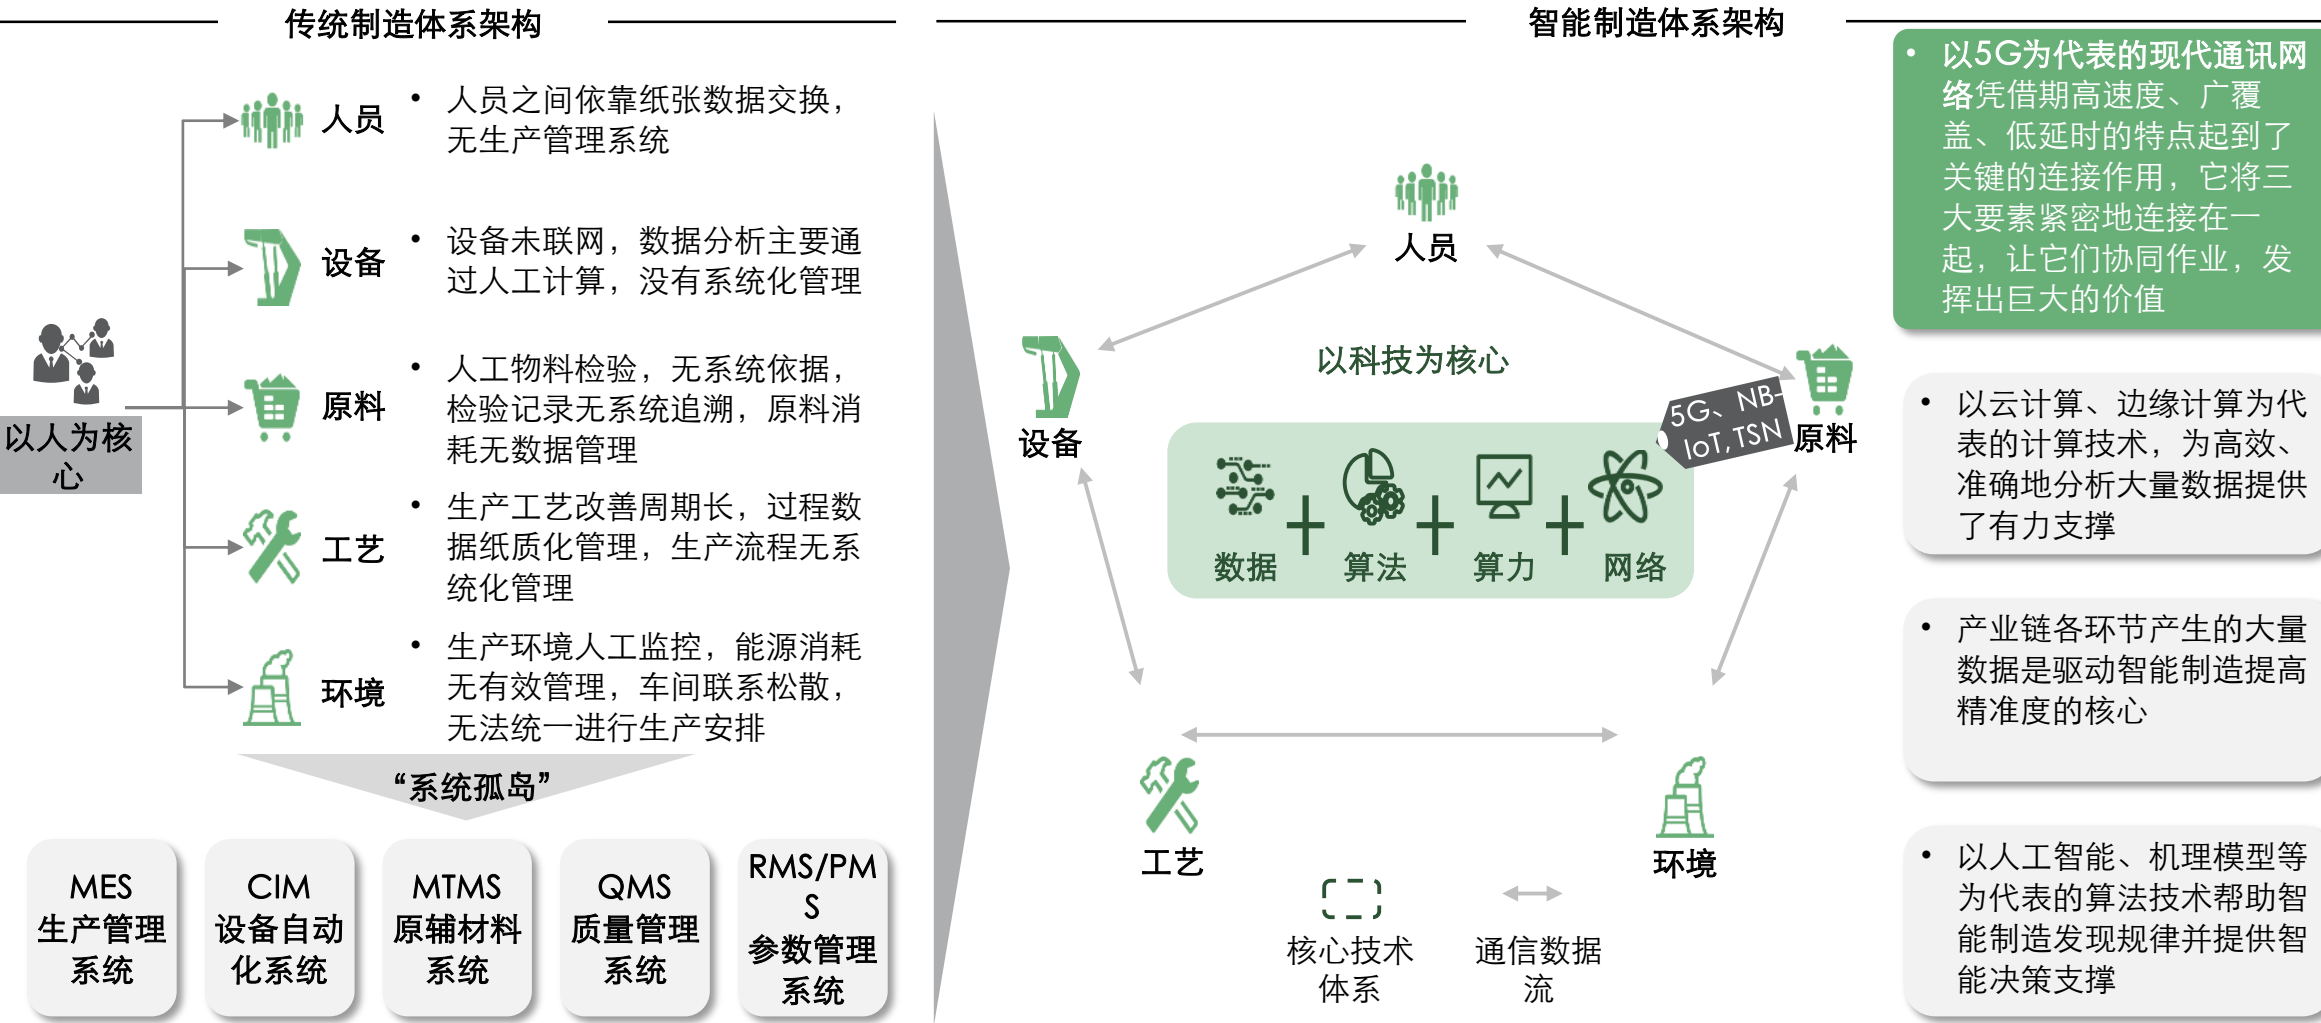 传统制造体系架构
人员
• 人员之间依靠纸张数据交换，
无生产管理系统
设备
• 设备未联网，数据分析主要通
过人工计算，没有系统化管理
以人为核
心
原料
• 人工物料检验，无系统依据，
检验记录无系统追溯，原料消
耗无数据管理
工艺
• 生产工艺改善周期长，过程数
据纸质化管理，生产流程无系
统化管理
环境
• 生产环境人工监控，能源消耗
无有效管理，车间联系松散，
无法统一进行生产安排
“系统孤岛”
MES
生产管理
系统
CIM
设备自动
化系统
MTMS
原辅材料
系统
QMS
质量管理
系统
RMS/PM
S
参数管理
系统
智能制造体系架构
人员
设备
以科技为核心
5G、NB-
IoT, TSN
原料
数据
算法
算力
网络
工艺
环境
核心技术
体系
通信数据
流
• 以5G为代表的现代通讯网
络凭借期高速度、广覆
盖、低延时的特点起到了
关键的连接作用，它将三
大要素紧密地连接在一
起，让它们协同作业，发
挥出巨大的价值
• 以云计算、边缘计算为代
表的计算技术，为高效、
准确地分析大量数据提供
了有力支撑
• 产业链各环节产生的大量
数据是驱动智能制造提高
精准度的核心
• 以人工智能、机理模型等
为代表的算法技术帮助智
能制造发现规律并提供智
能决策支撑